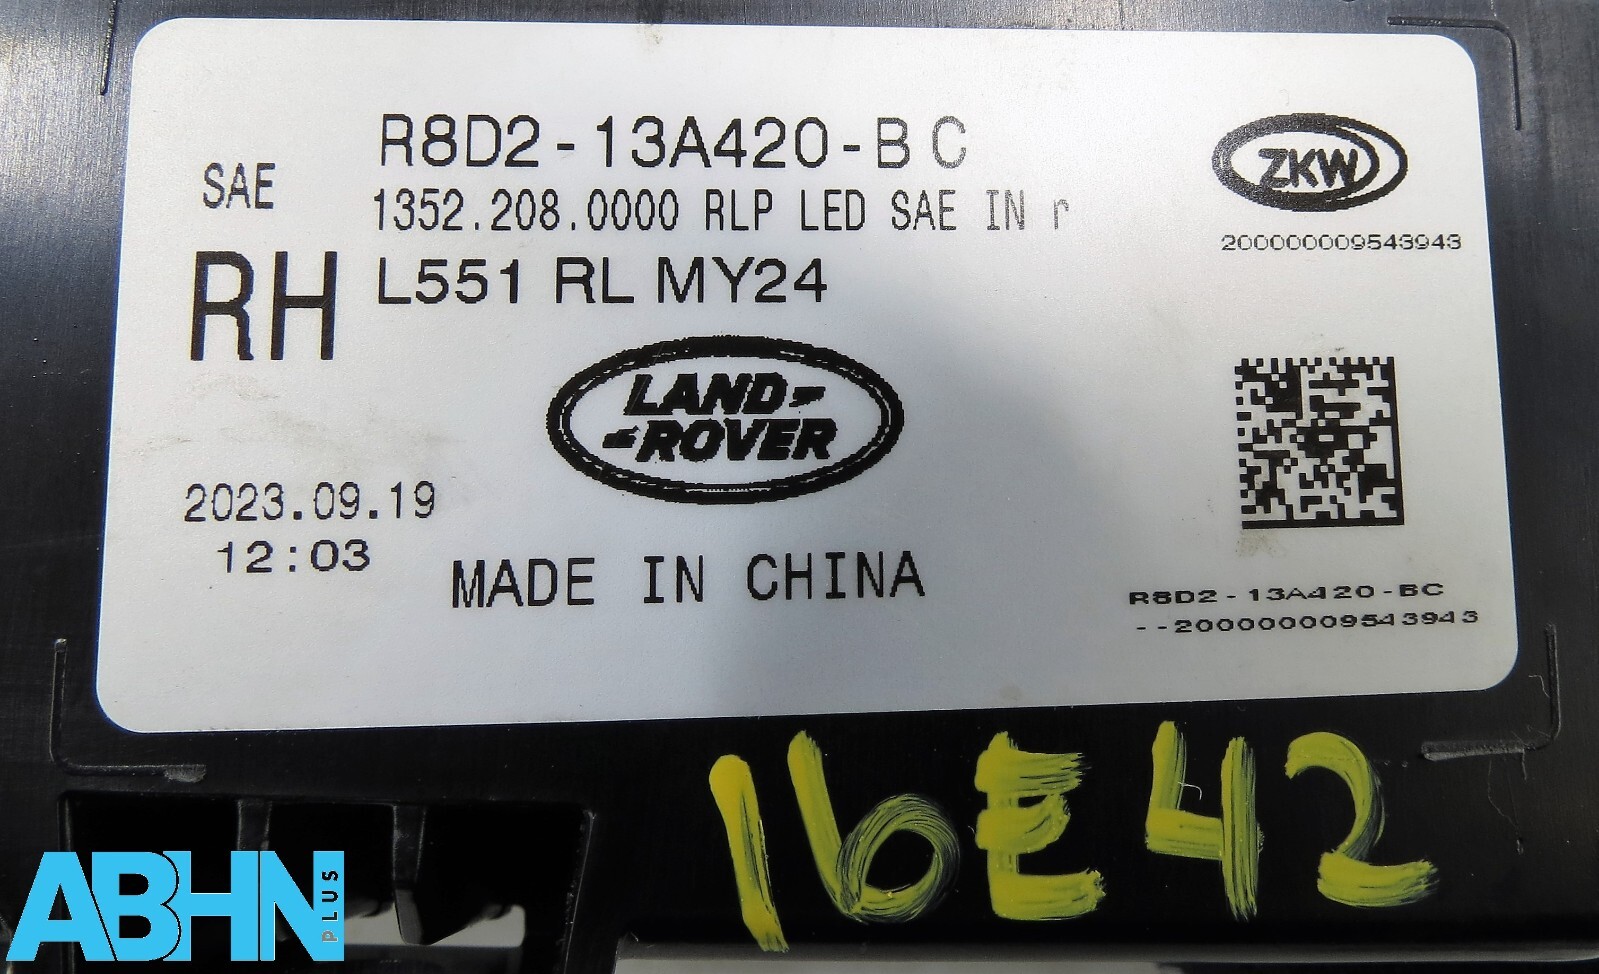 SAE
R8D2-13A420-BC
1352.208.0000 RLP LED SAE IN r
RH
L551 RL MY24
ZKW
200000009543943
LAND
ROVER
2023.09.19
12:03
MADE IN CHINA
R8D2-13A420-BC
--200000009543943
16E42
ABHN PLUS